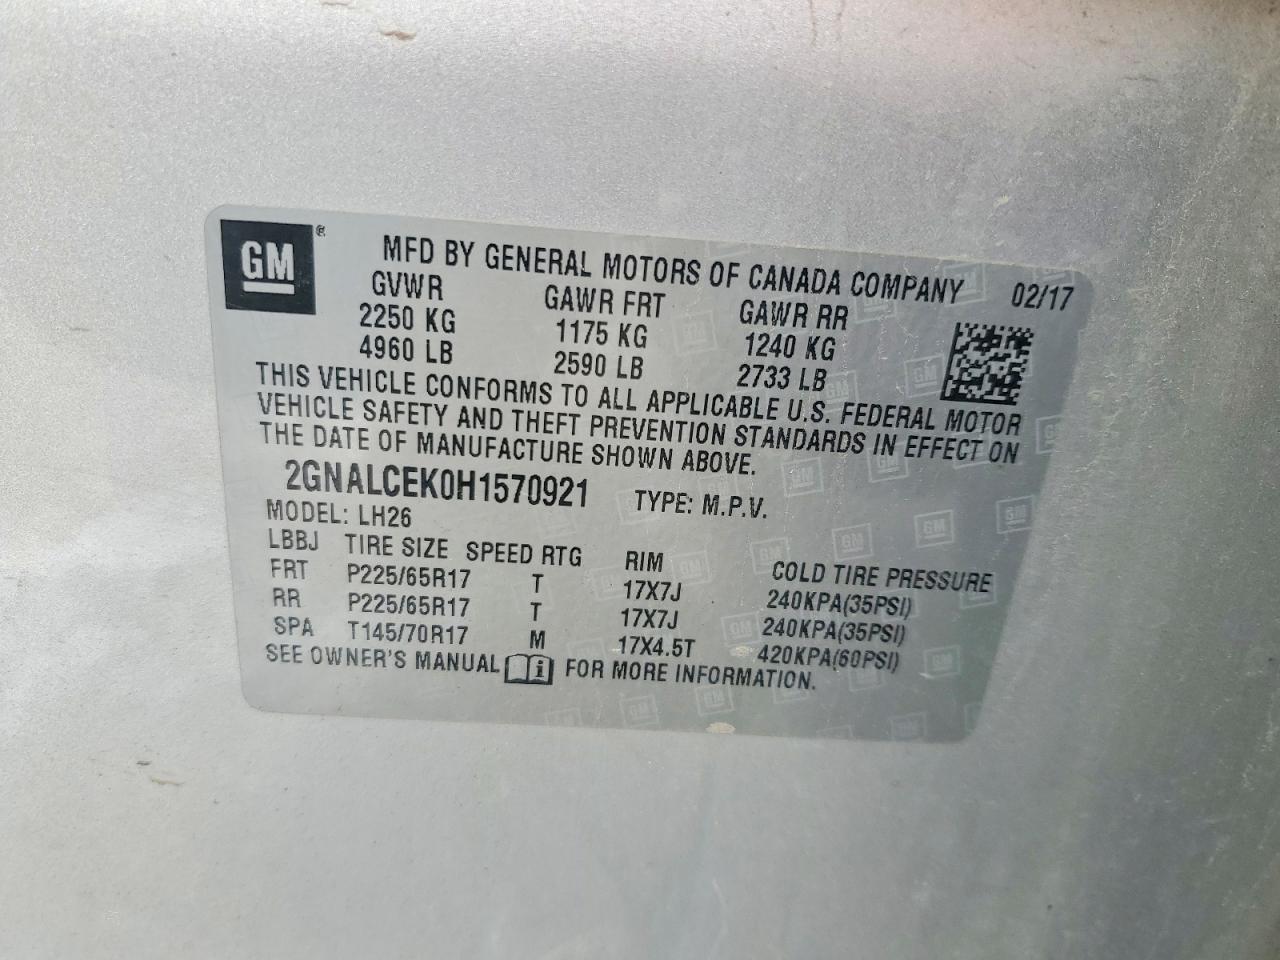 GM®
MFD BY GENERAL MOTORS OF CANADA COMPANY 02/17
GVWR GAWR FRT GAWR RR
2250 KG 1175 KG 1240 KG
4960 LB 2590 LB 2733 LB
THIS VEHICLE CONFORMS TO ALL APPLICABLE U.S. FEDERAL MOTOR
VEHICLE SAFETY AND THEFT PREVENTION STANDARDS IN EFFECT ON
THE DATE OF MANUFACTURE SHOWN ABOVE.
2GNALCEK0H1570921 TYPE: M.P.V.
MODEL: LH26
LBBJ TIRE SIZE SPEED RTG RIM COLD TIRE PRESSURE
FRT P225/65R17 T 17X7J 240KPA(35PSI)
RR P225/65R17 T 17X7J 240KPA(35PSI)
SPA T145/70R17 M 17X4.5T 420KPA(60PSI)
SEE OWNER'S MANUAL i FOR MORE INFORMATION.